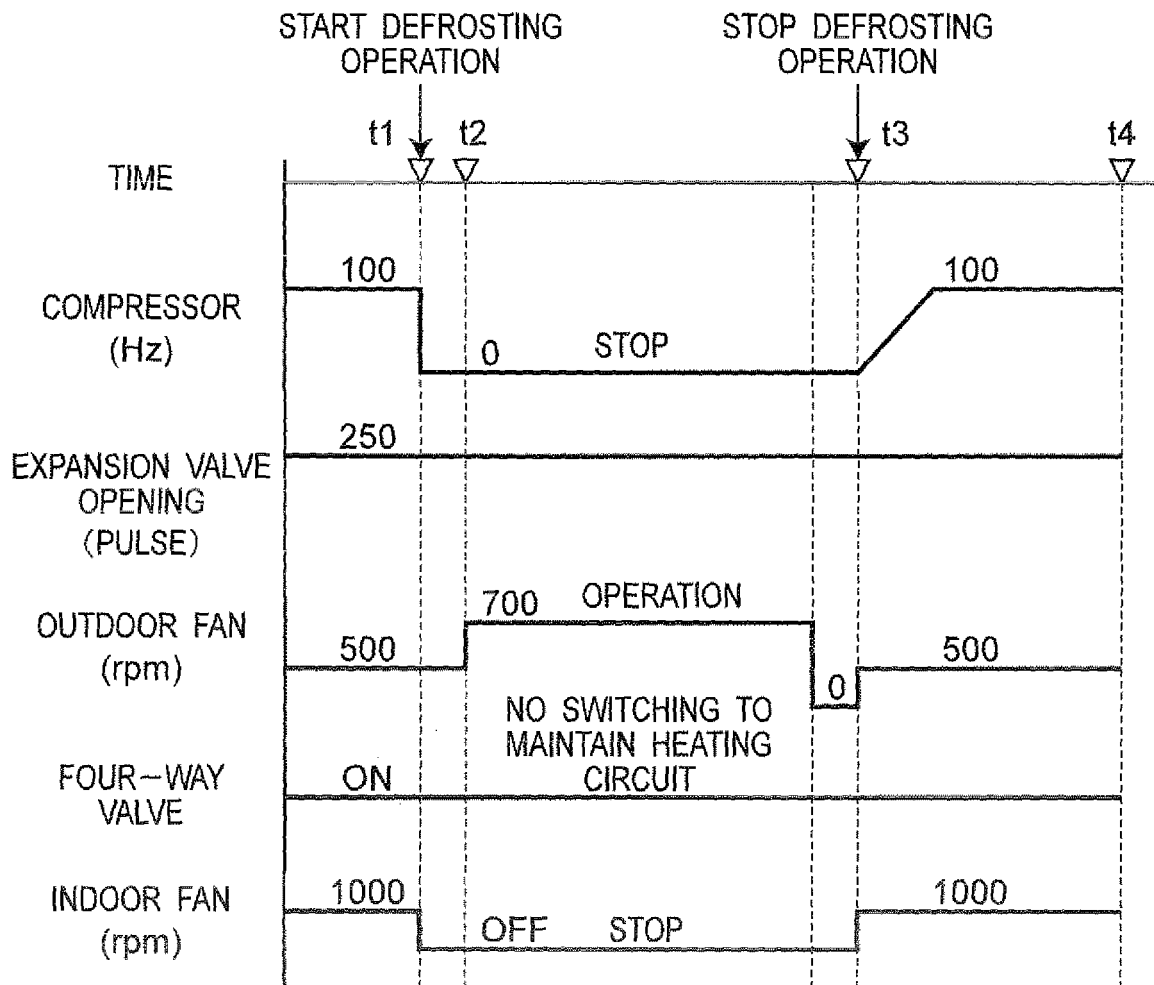 START DEFROSTING
OPERATION
STOP DEFROSTING
OPERATION
t1
t2
t3
t4
TIME
COMPRESSOR
(Hz)
100
0
STOP
100
EXPANSION VALVE
OPENING
(PULSE)
250
OUTDOOR FAN
(rpm)
500
700
OPERATION
0
500
NO SWITCHING TO
MAINTAIN HEATING
CIRCUIT
FOUR-WAY
VALVE
ON
INDOOR FAN
(rpm)
1000
OFF
STOP
1000